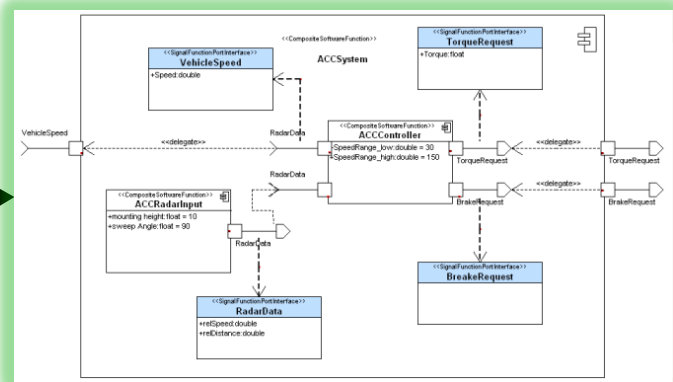 <<CompositeSoftwareFunction>>
ACCSystem
<<SignalFunctionPortInterface>>
VehicleSpeed
+Speed:double
<<SignalFunctionPortInterface>>
TorqueRequest
+Torque:float
VehicleSpeed
<<delegate>>
RadarData
<<CompositeSoftwareFunction>>
ACCController
-SpeedRange_low:double = 30
+SpeedRange_high:double = 150
TorqueRequest
<<delegate>>
TorqueRequest
RadarData
BrakeRequest
<<delegate>>
BrakeRequest
<<CompositeSoftwareFunction>>
ACCRadarInput
+mounting height:float = 10
+sweep Angle:float = 90
RadarData
<<SignalFunctionPortInterface>>
RadarData
+relSpeed:double
+relDistance:double
<<SignalFunctionPortInterface>>
BreakeRequest